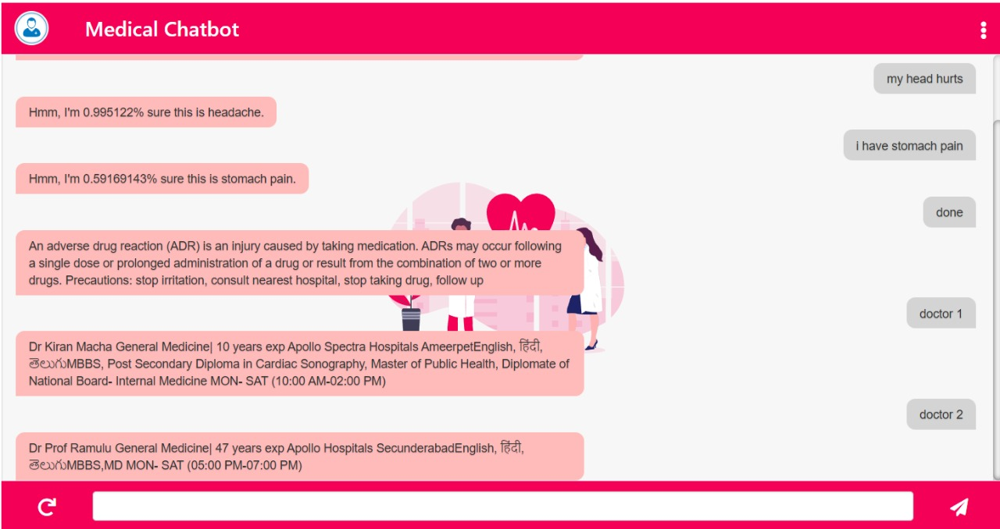 Medical Chatbot
my head hurts
Hmm, I'm 0.995122% sure this is headache.
i have stomach pain
Hmm, I'm 0.59169143% sure this is stomach pain.
done
An adverse drug reaction (ADR) is an injury caused by taking medication. ADRs may occur following
a single dose or prolonged administration of a drug or result from the combination of two or more
drugs. Precautions: stop irritation, consult nearest hospital, stop taking drug, follow up
doctor 1
Dr Kiran Macha General Medicine| 10 years exp Apollo Spectra Hospitals AmeerpetEnglish, हिंदी,
తెలుగుMBBS, Post Secondary Diploma in Cardiac Sonography, Master of Public Health, Diplomate of
National Board- Internal Medicine MON- SAT (10:00 AM-02:00 PM)
doctor 2
Dr Prof Ramulu General Medicine| 47 years exp Apollo Hospitals SecunderabadEnglish, हिंदी,
తెలుగుMBBS,MD MON- SAT (05:00 PM-07:00 PM)